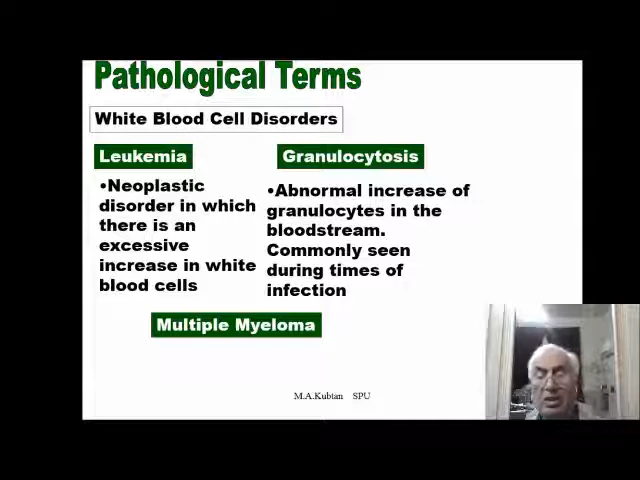 Pathological Terms
White Blood Cell Disorders
Leukemia
•Neoplastic
disorder in which
there is an
excessive
increase in white
blood cells
Granulocytosis
•Abnormal increase of
granulocytes in the
bloodstream.
Commonly seen
during times of
infection
Multiple Myeloma
M.A.Kubtan SPU